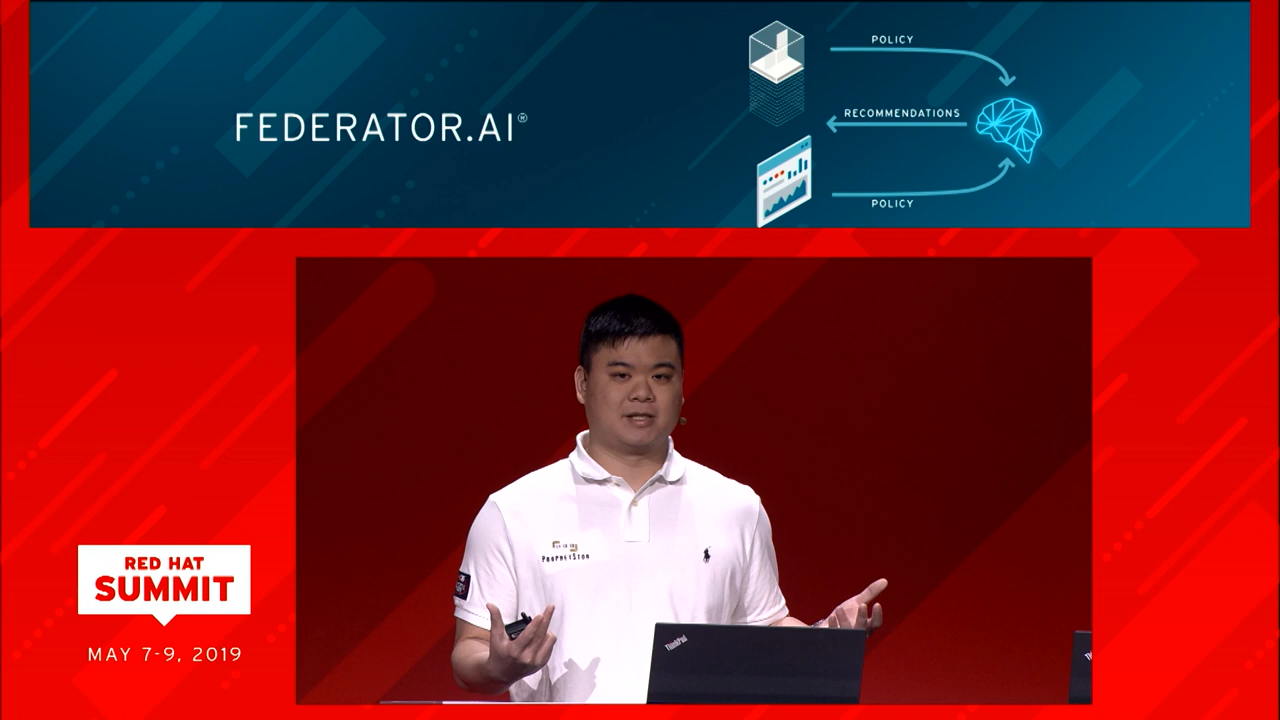 FEDERATOR.AI®
POLICY
RECOMMENDATIONS
POLICY
RED HAT
SUMMIT
MAY 7-9, 2019
PROPHETSTOR
ThinkPad